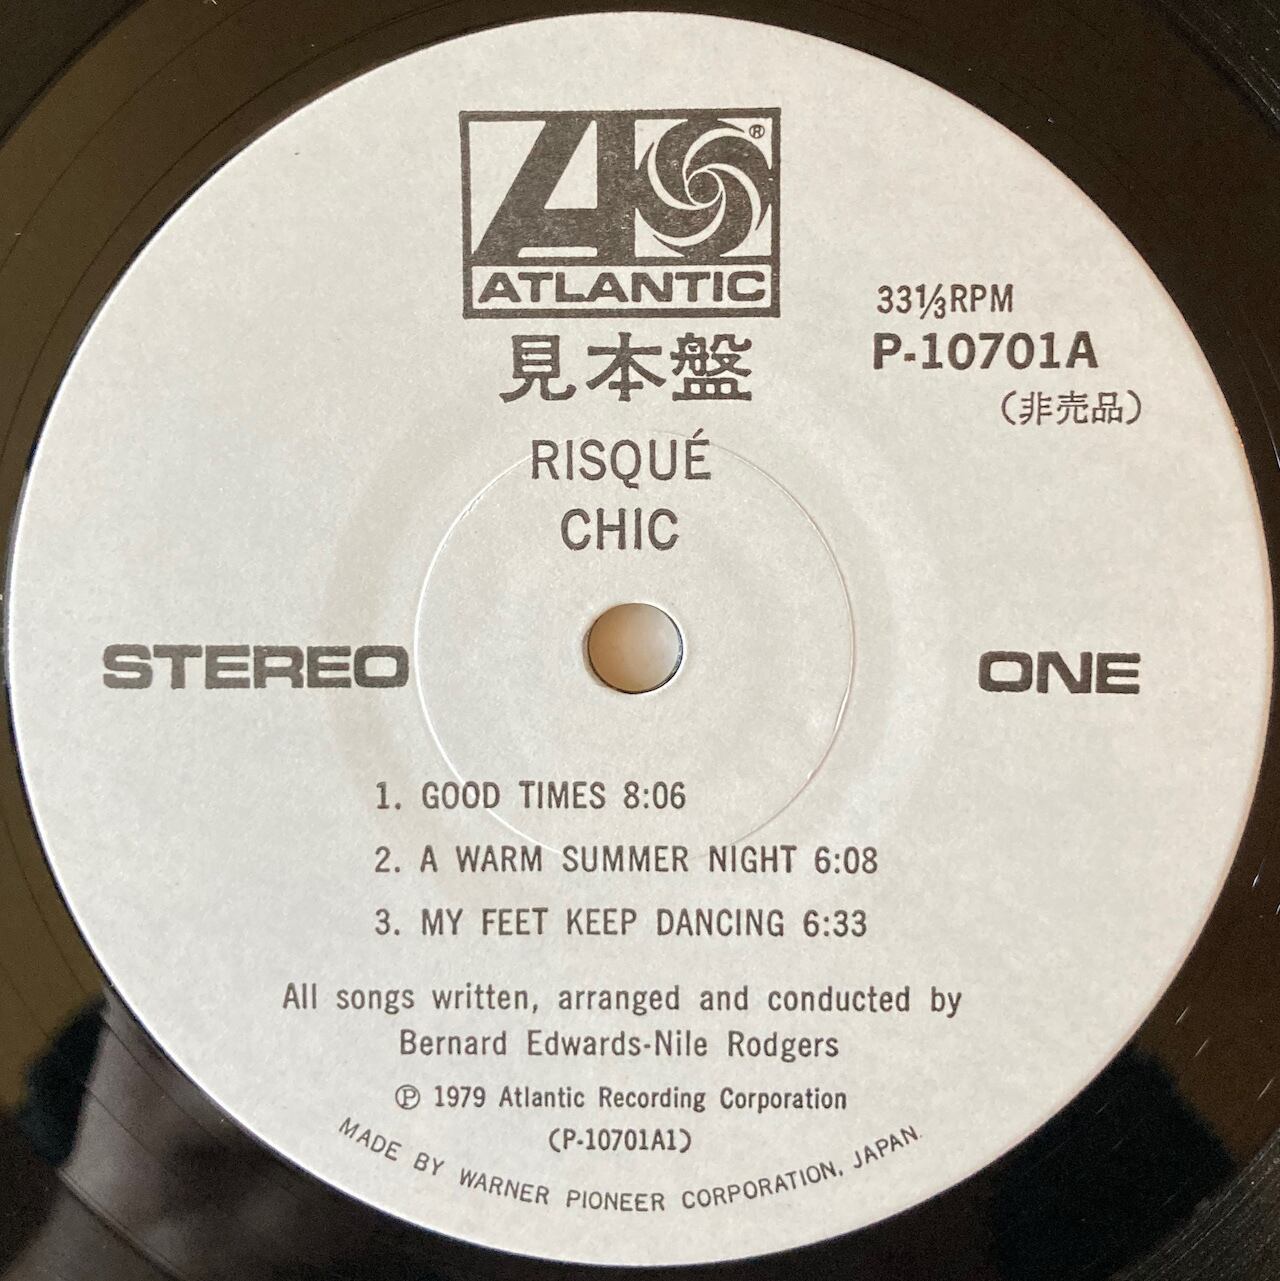 ATLANTIC®
見本盤
33⅓RPM
P-10701A
(非売品)
RISQUÉ
CHIC
STEREO
ONE
1. GOOD TIMES 8:06
2. A WARM SUMMER NIGHT 6:08
3. MY FEET KEEP DANCING 6:33
All songs written, arranged and conducted by
Bernard Edwards-Nile Rodgers
℗ 1979 Atlantic Recording Corporation
(P-10701A1)
MADE BY WARNER PIONEER CORPORATION, JAPAN.